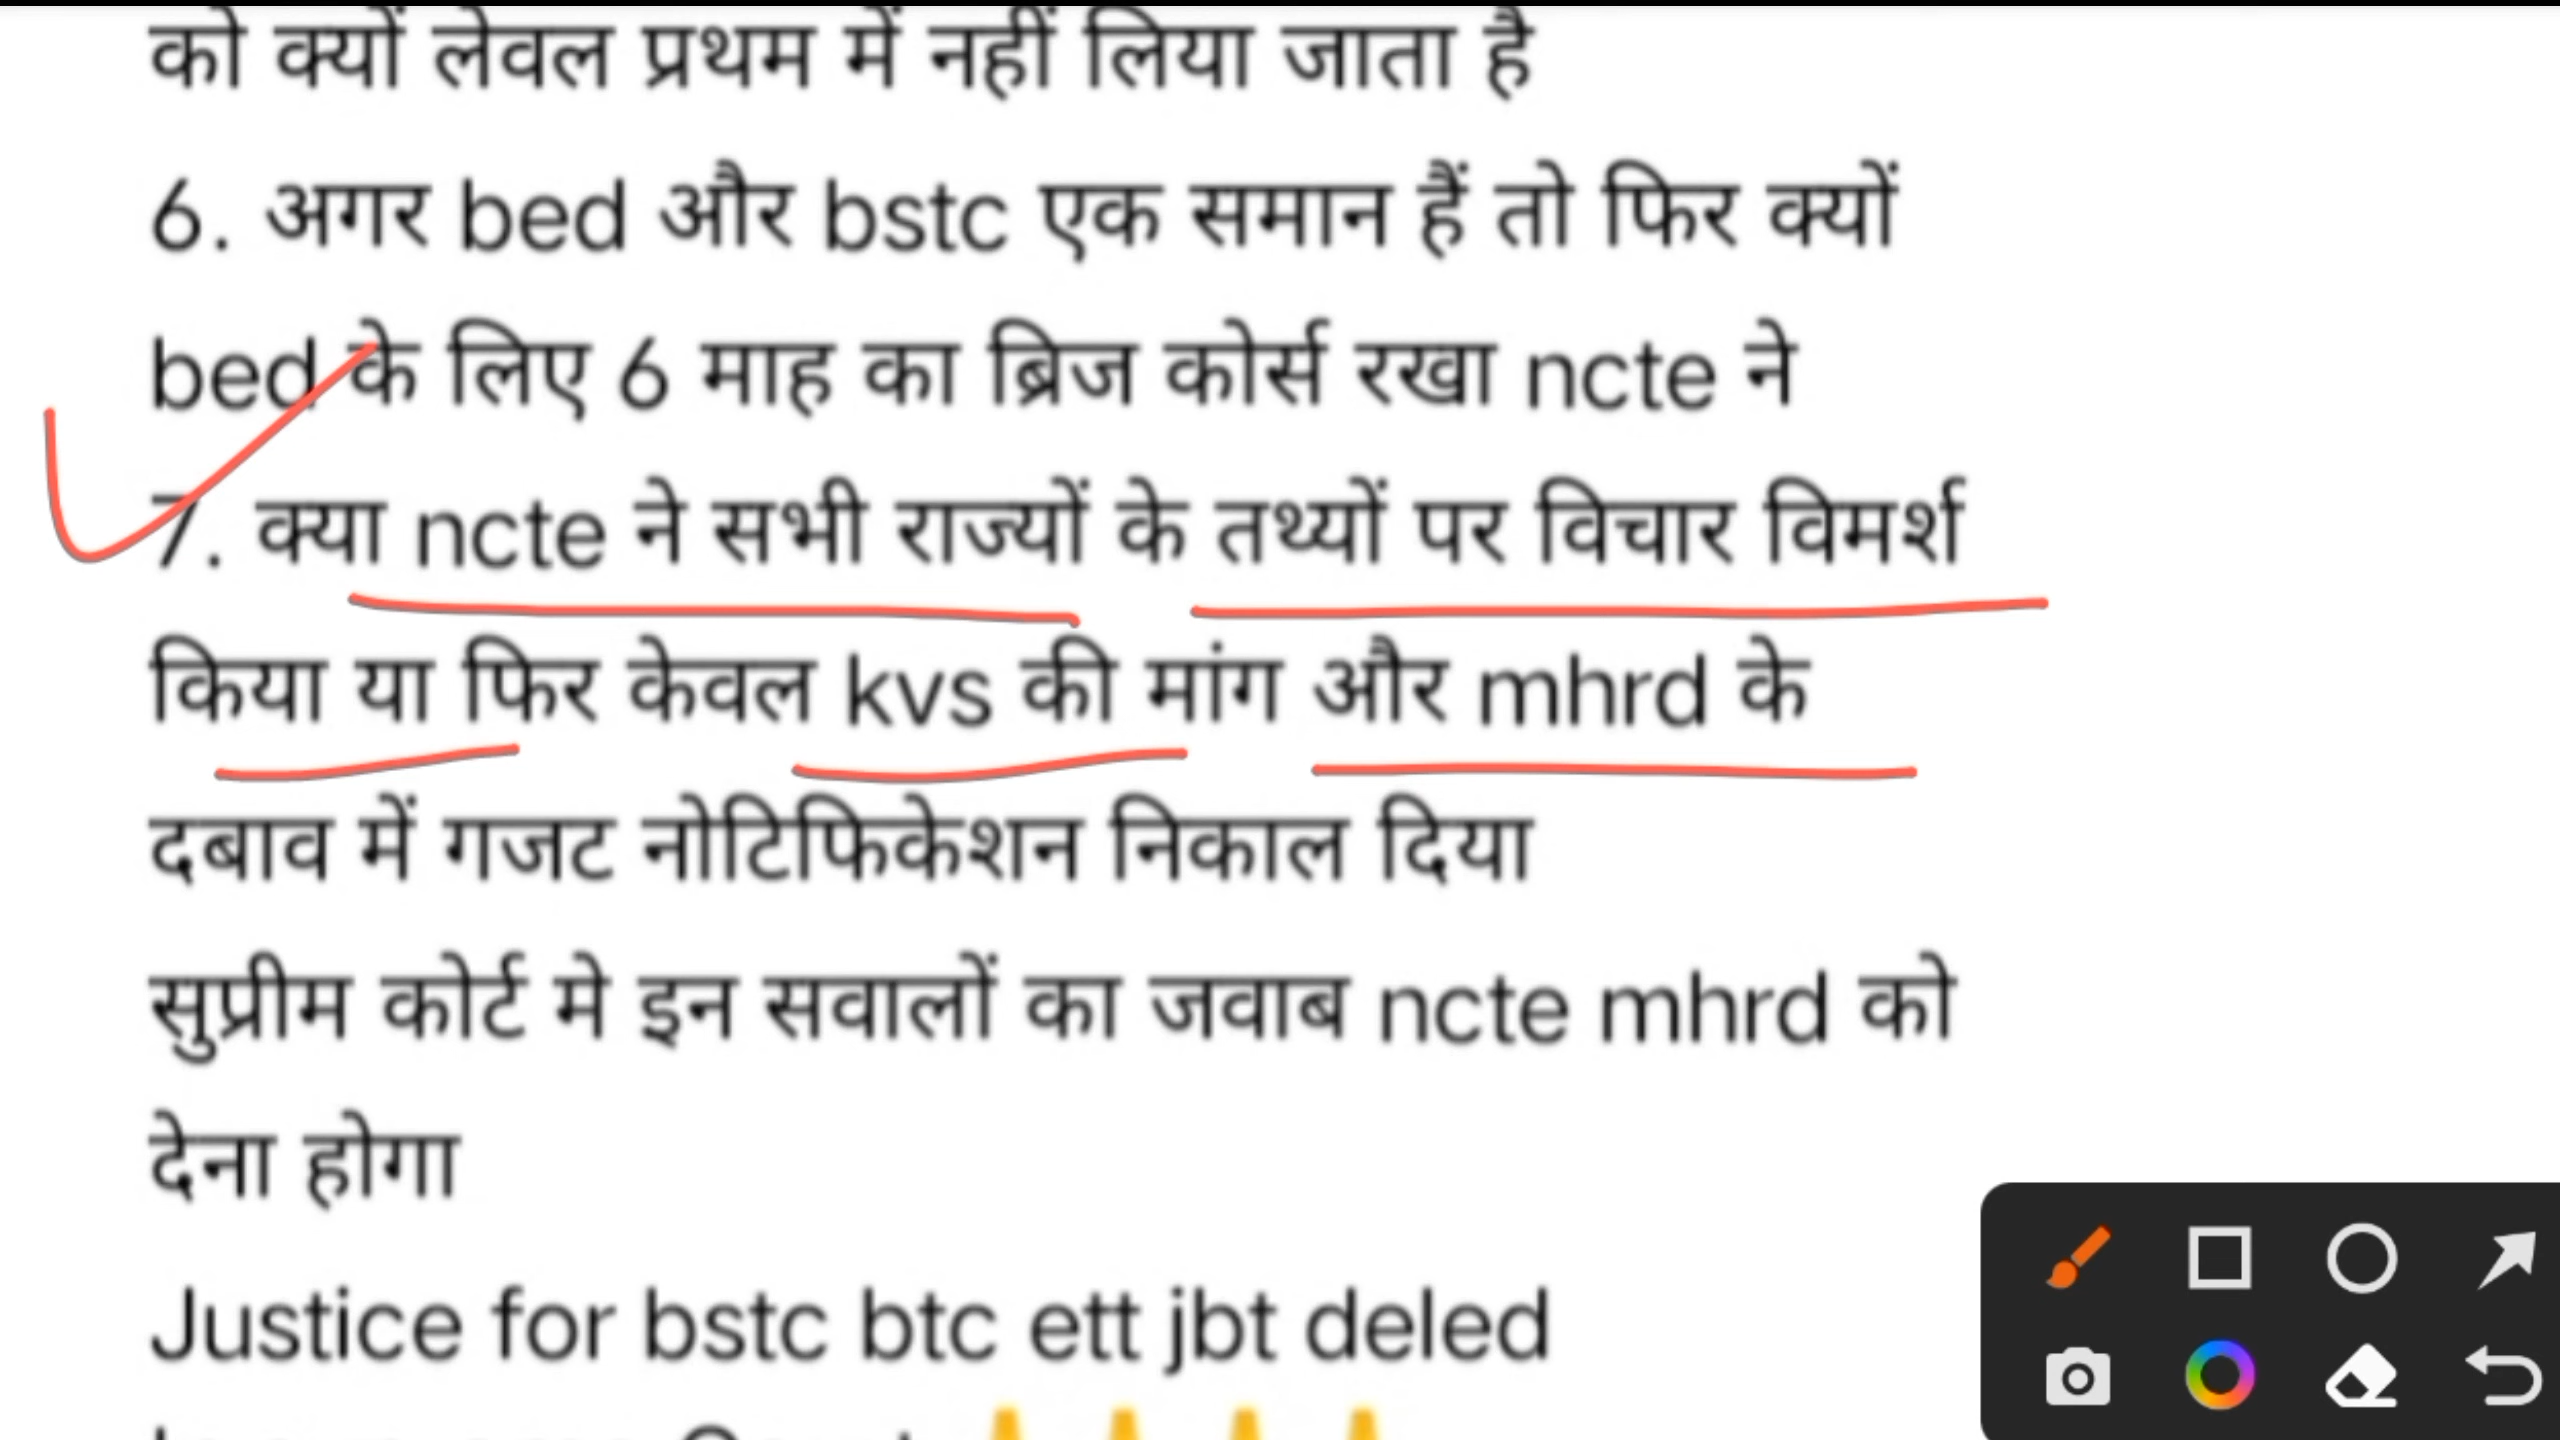 को क्यों लेवल प्रथम में नहीं लिया जाता है
6. अगर bed और bstc एक समान हैं तो फिर क्यों
bed के लिए 6 माह का ब्रिज कोर्स रखा ncte ने
7. क्या ncte ने सभी राज्यों के तथ्यों पर विचार विमर्श
किया या फिर केवल kvs की मांग और mhrd के
दबाव में गजट नोटिफिकेशन निकाल दिया
सुप्रीम कोर्ट मे इन सवालों का जवाब ncte mhrd को
देना होगा
Justice for bstc btc ett jbt deled